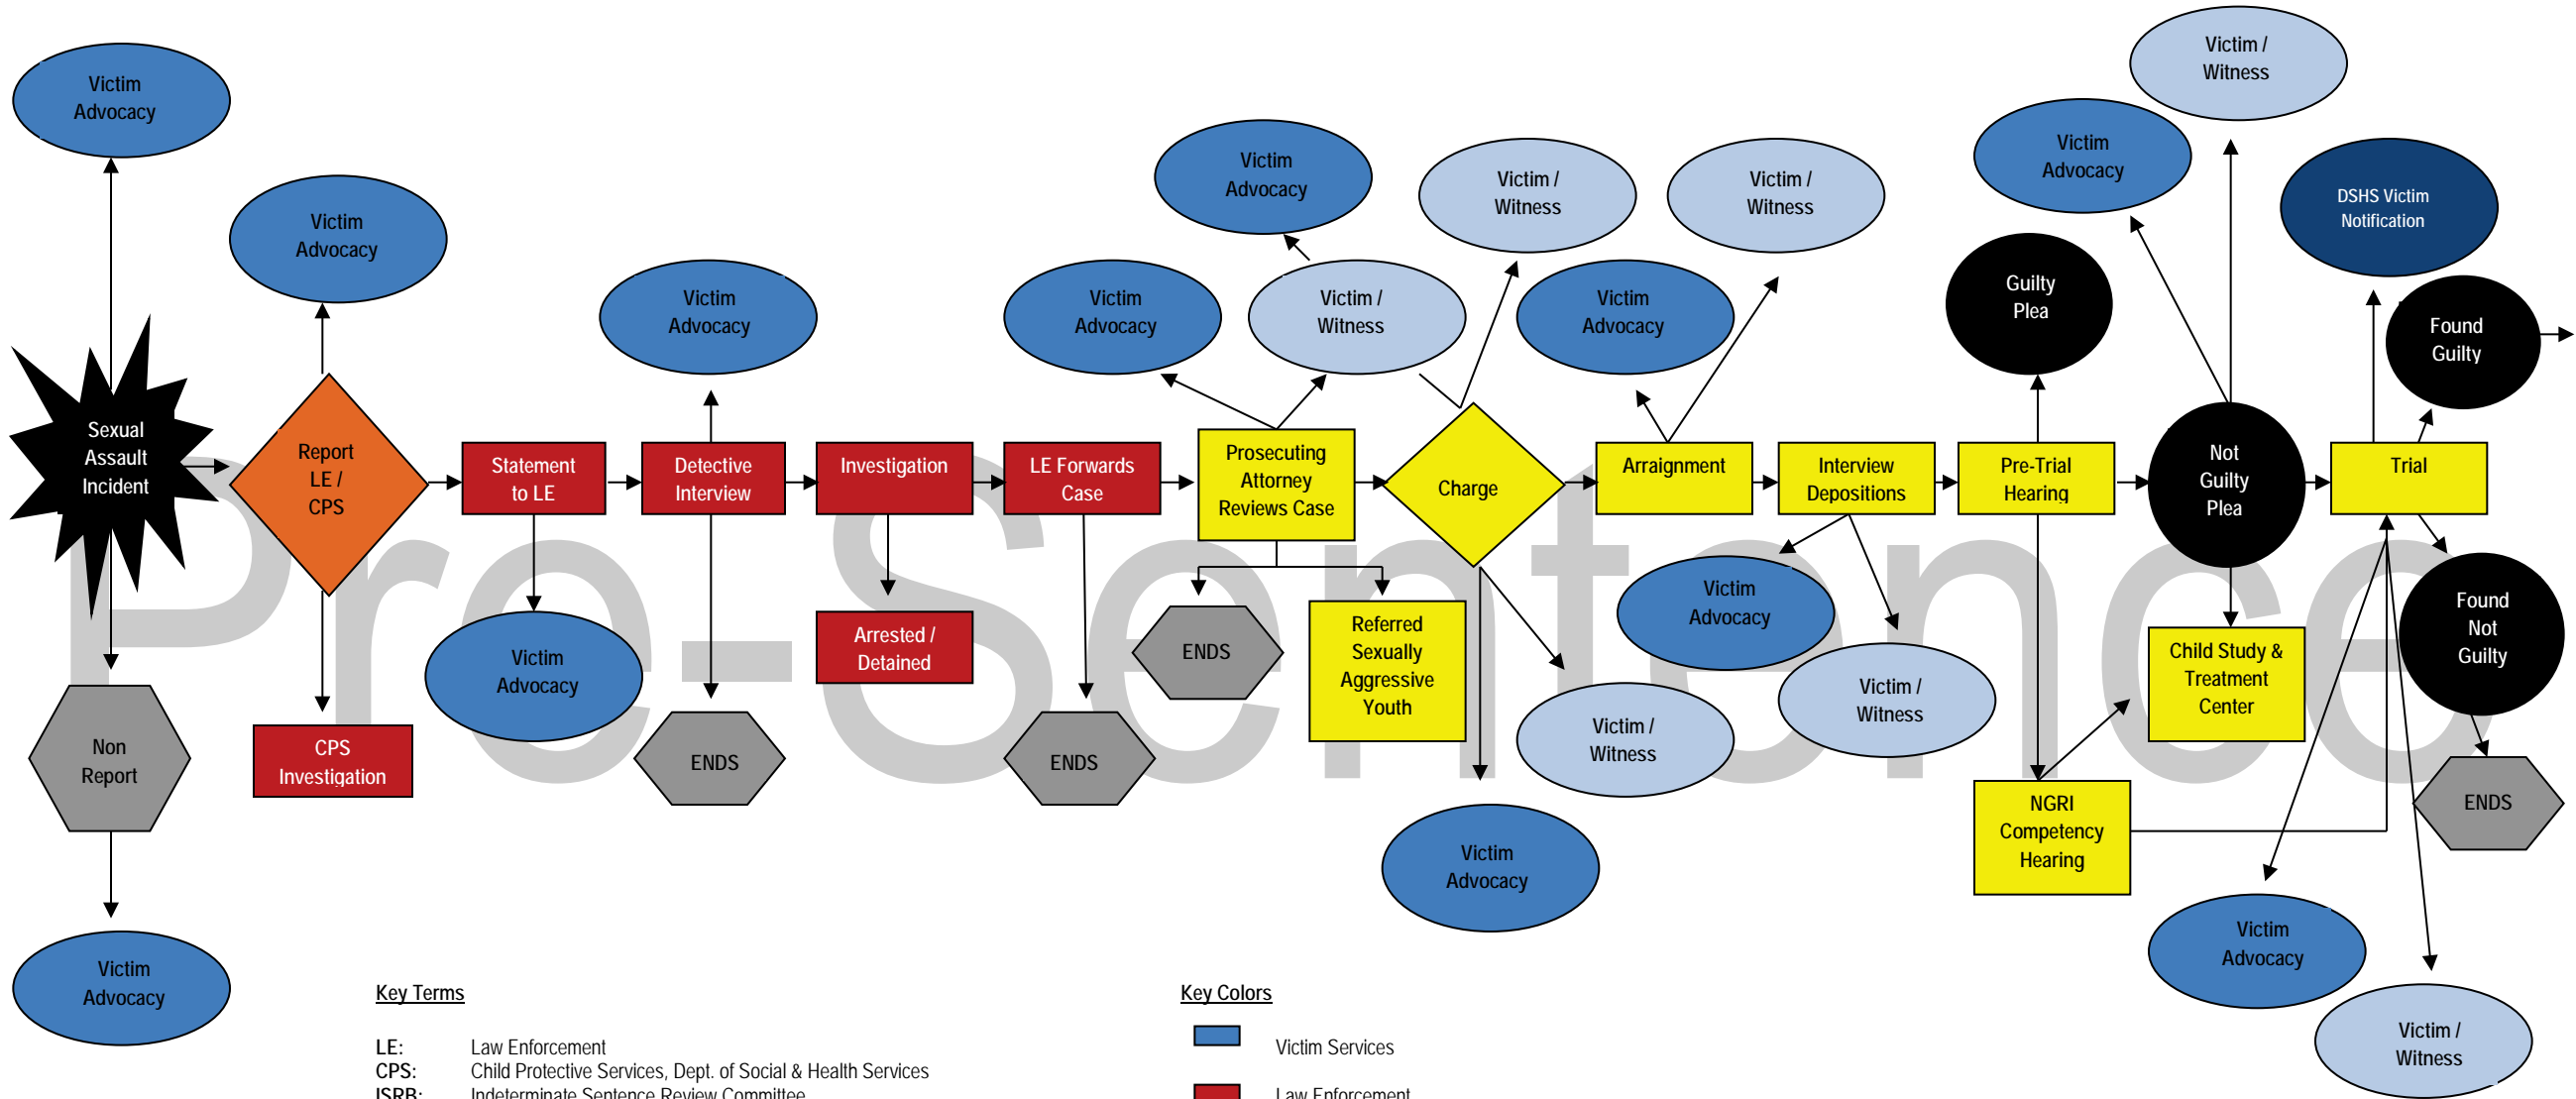 Victim
Advocacy
Victim
Advocacy
Victim
Advocacy
Victim
Advocacy
Victim
Advocacy
Victim /
Witness
Victim /
Witness
Victim
Advocacy
Victim /
Witness
Guilty
Plea
Victim
Advocacy
Victim /
Witness
DSHS Victim
Notification
Found
Guilty
Sexual
Assault
Incident
Report
LE /
CPS
Statement
to LE
Detective
Interview
Investigation
LE Forwards
Case
Prosecuting
Attorney
Reviews Case
Charge
Arraignment
Interview
Depositions
Pre-Trial
Hearing
Not
Guilty
Plea
Trial
Pre-Sentence
Non
Report
CPS
Investigation
Victim
Advocacy
ENDS
Arrested /
Detained
ENDS
ENDS
Referred
Sexually
Aggressive
Youth
Victim /
Witness
Victim
Advocacy
Victim
Advocacy
Victim /
Witness
NGRI
Competency
Hearing
Child Study &
Treatment
Center
Found
Not
Guilty
ENDS
Victim
Advocacy
Victim
Advocacy
Victim /
Witness
Key Terms
LE: Law Enforcement
CPS: Child Protective Services, Dept. of Social & Health Services
ISRB: Indeterminate Sentence Review Committee
Key Colors
Victim Services
Law Enforcement